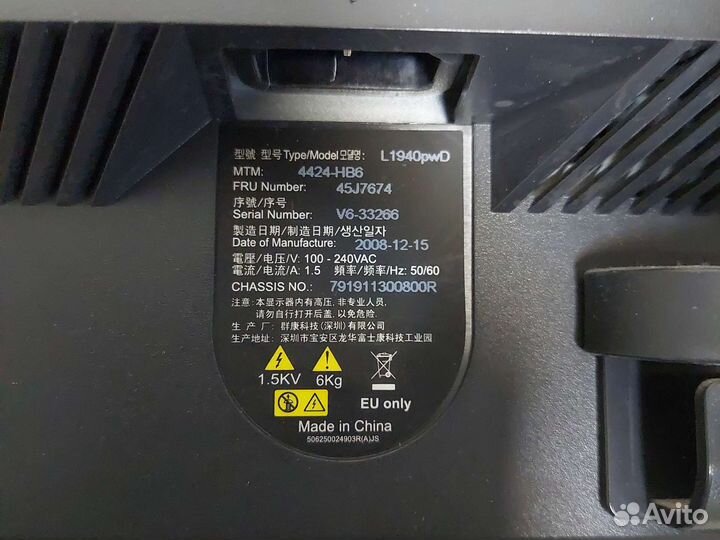 型號 型号Type/Model모델명: L1940pwD
MTM: 4424-HB6
FRU Number: 45J7674
序號/序号
Serial Number: V6-33266
製造日期/制造日期/생산일자
Date of Manufacture: 2008-12-15
電壓/电压/V: 100 - 240VAC
電流/电流/A: 1.5 頻率/频率/Hz: 50/60
CHASSIS NO.: 791911300800R
注意: 本显示器内有高压, 非专业人员,
请勿自行打开后盖, 以免危险.
生 产 厂: 群康科技(深圳)有限公司
生产地址: 深圳市宝安区龙华富士康科技工业园
1.5KV 6Kg
EU only
Made in China
506250024903R(A)JS
Avito